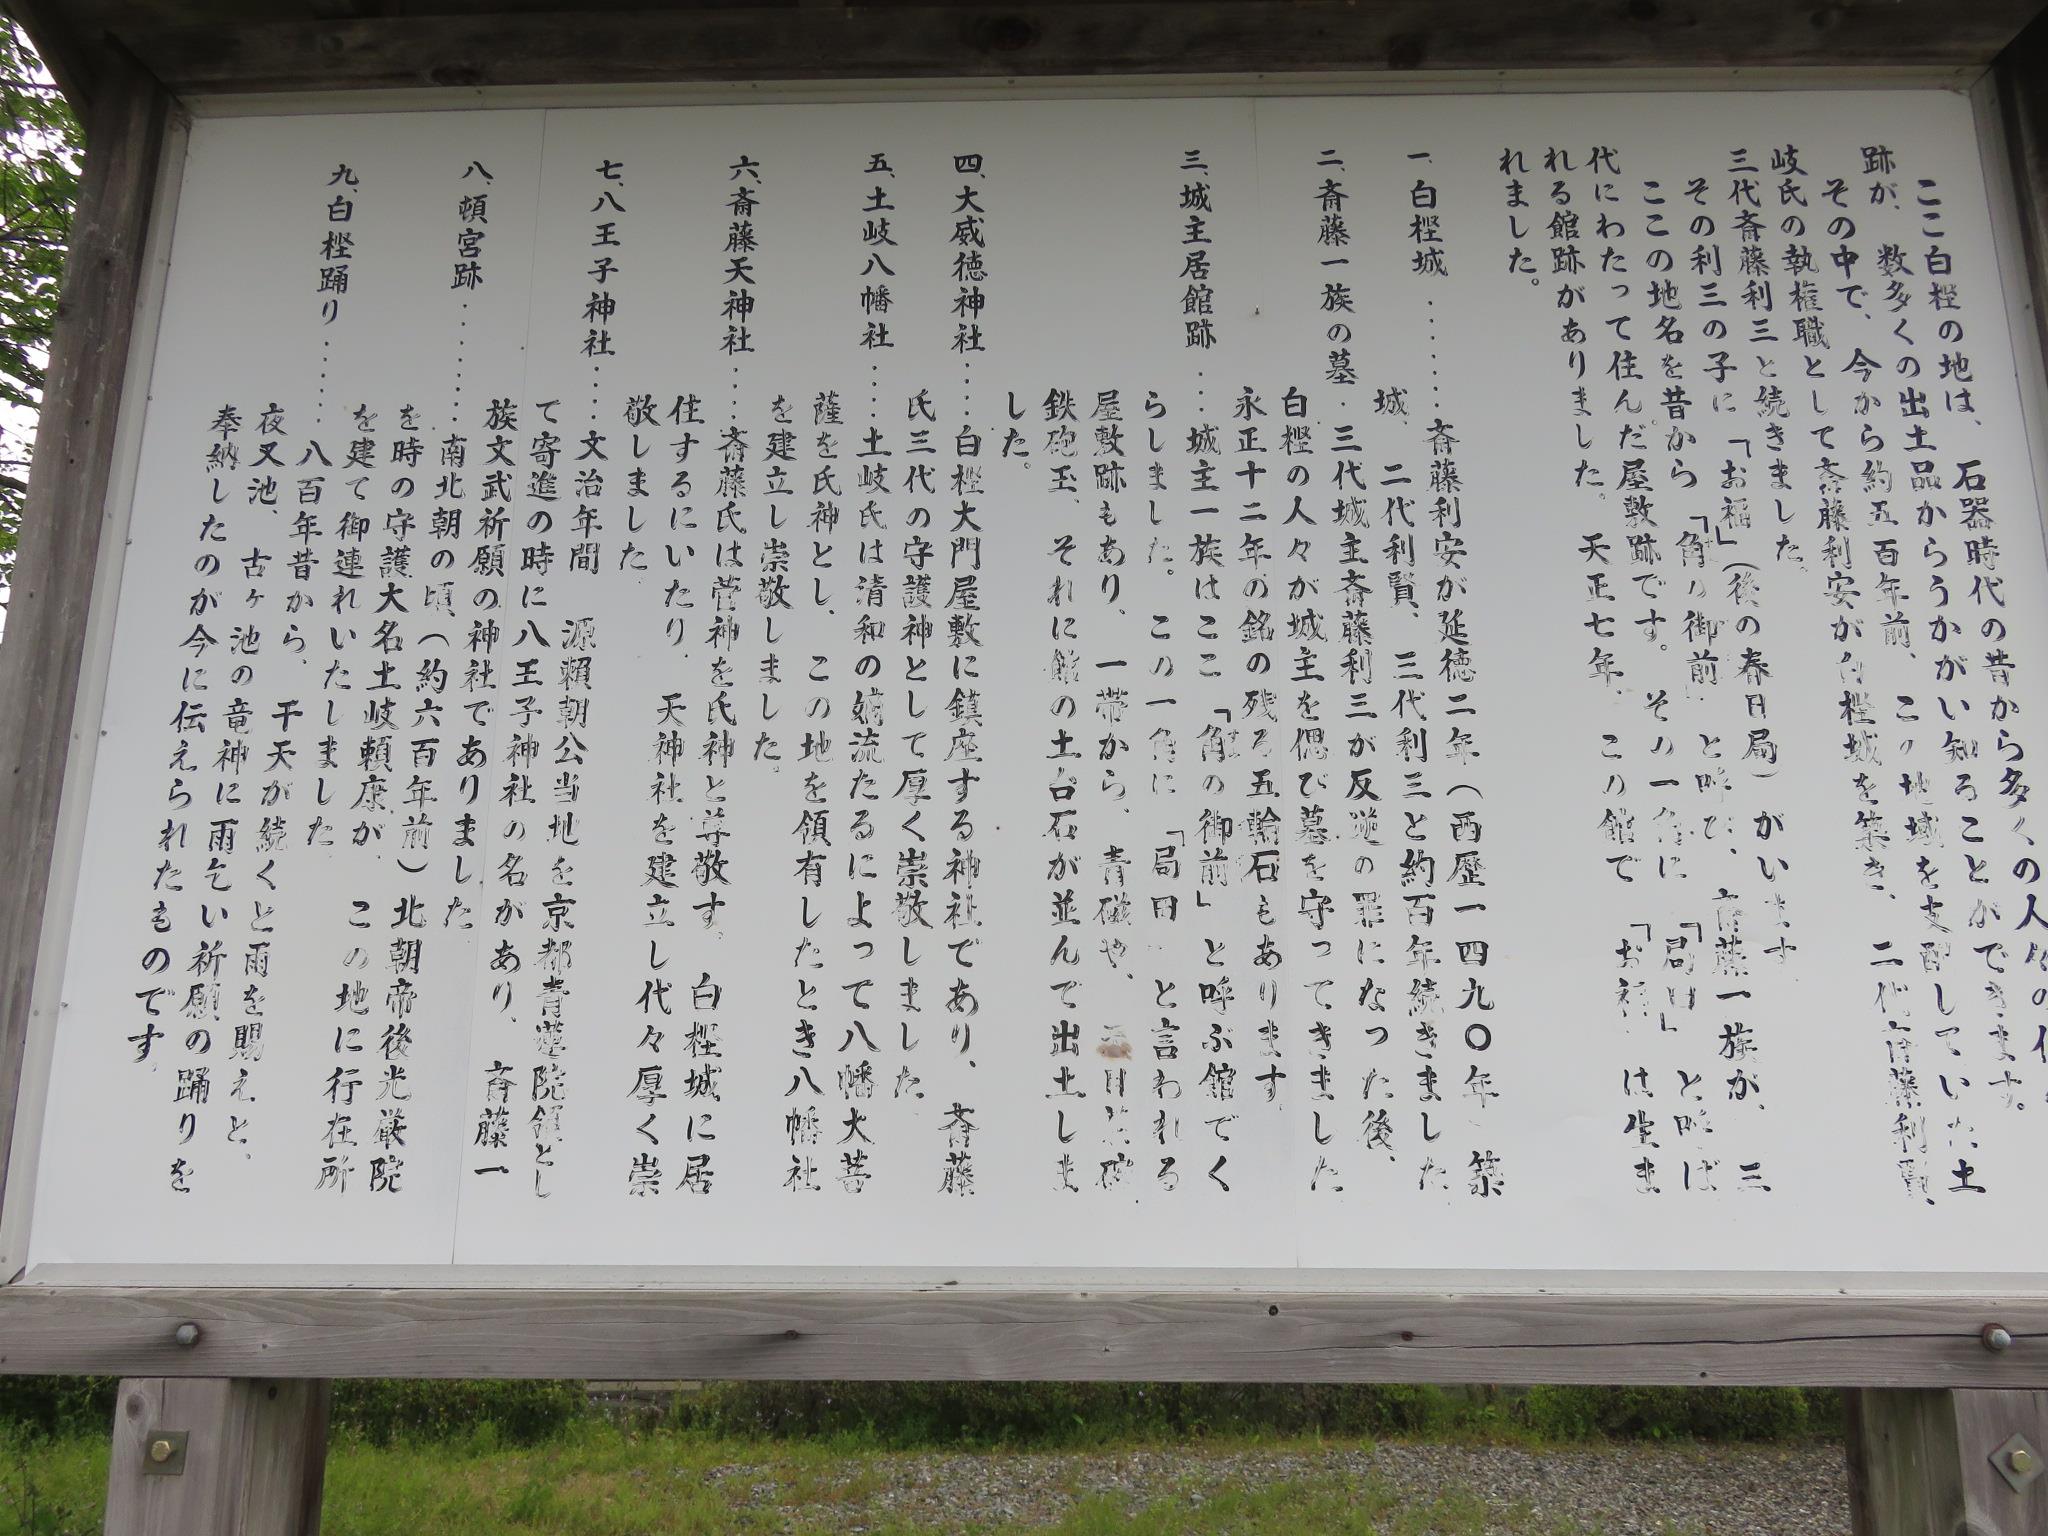 ここ白樫の地は、石器時代の昔から多くの人々の
跡が、数多くの出土品からうかがい知ることができます。
その中で、今から約五百年前、この地域を支配していた土
岐氏の執権職として斎藤利安が白樫城を築き、二代斎藤利賢、
三代斎藤利三と続きました。
その利三の子に「お福」（後の春日局）がいます
ここの地名を昔から「角の御前」と呼び、斎藤一族が、三
代にわたって住んだ屋敷跡です。その一角に「局田」と呼ば
れる館跡がありました。天正七年、この館で「お福」は生ま
れました。
一、白樫城………斎藤利安が延徳二年（西歴一四九〇年）築
城、二代利賢、三代利三と約百年続きました
二、斎藤一族の墓・三代城主斎藤利三が反逆の罪になった後、
白樫の人々が城主を偶び墓を守ってきました
永正十二年の銘の残る五輪石もあります
三、城主居館跡……城主一族はここ「角の御前」と呼ぶ館でく
らしました。この一角に「局田」と言われる
屋敷跡もあり、一帯から、青磁や、天目茶碗
鉄砲玉、それに館の土台石が並んで出土しま
した。
四、大威徳神社……白樫大門屋敷に鎮座する神社であり、斎藤
氏三代の守護神として厚く崇敬しました
五、土岐八幡社……土岐氏は清和の嫡流たるによって八幡大菩
薩を氏神とし、この地を領有したとき八幡社
を建立し崇敬しました。
六、斎藤天神社……斎藤氏は菅神を氏神と尊敬す。白樫城に居
住するにいたり、天神社を建立し代々厚く崇
敬しました
七、八王子神社……文治年間 源頼朝公当地を京都青蓮院領とし
て寄進の時に八王子神社の名があり、斎藤一
族文武祈願の神社でありました
八、頓宮跡………南北朝の頃、（約六百年前）北朝帝後光厳院
を時の守護大名土岐頼康が、この地に行在所
を建て御連れいたしました
九、白樫踊り………八百年昔から、干天が続くと雨を賜えと、
夜叉池、古ヶ池の竜神に雨乞い祈願の踊りを
奉納したのが今に伝えられたものです。